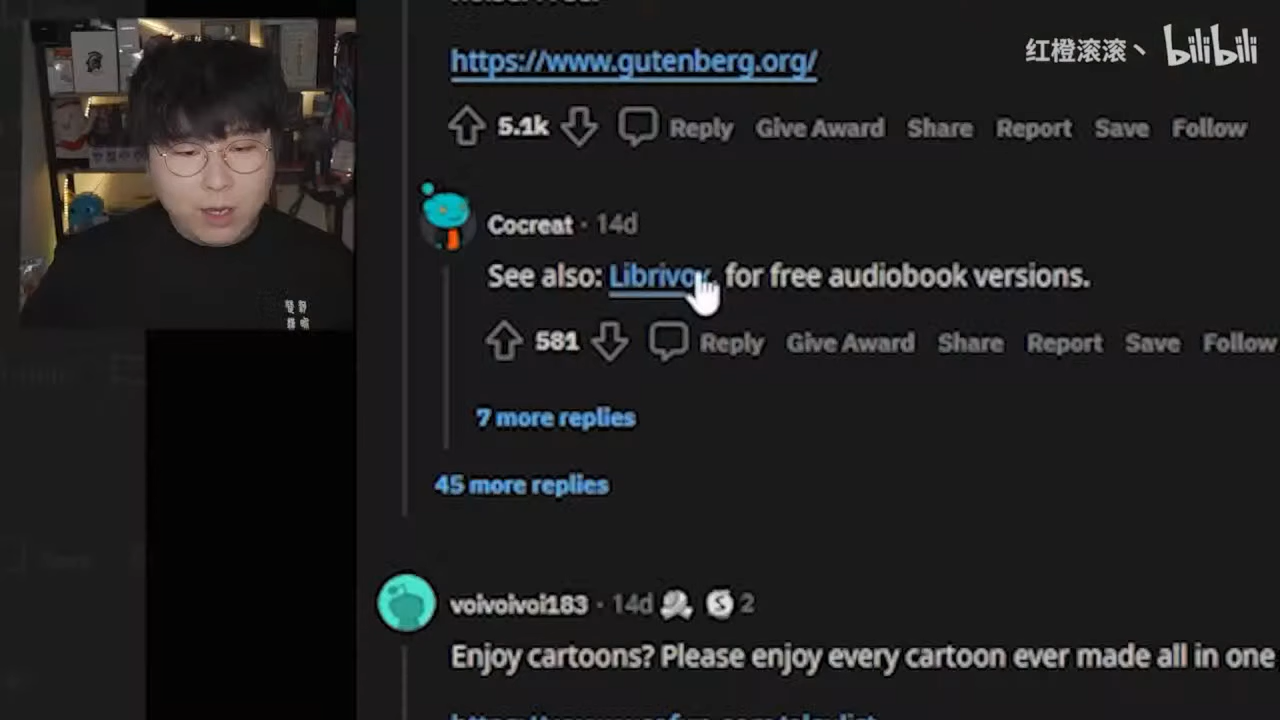 红橙滚滚丶 bilibili
https://www.gutenberg.org/
5.1k Reply Give Award Share Report Save Follow
Cocreat · 14d
See also: Librivox, for free audiobook versions.
581 Reply Give Award Share Report Save Follow
7 more replies
45 more replies
voivoivoi183 · 14d S 2
Enjoy cartoons? Please enjoy every cartoon ever made all in one